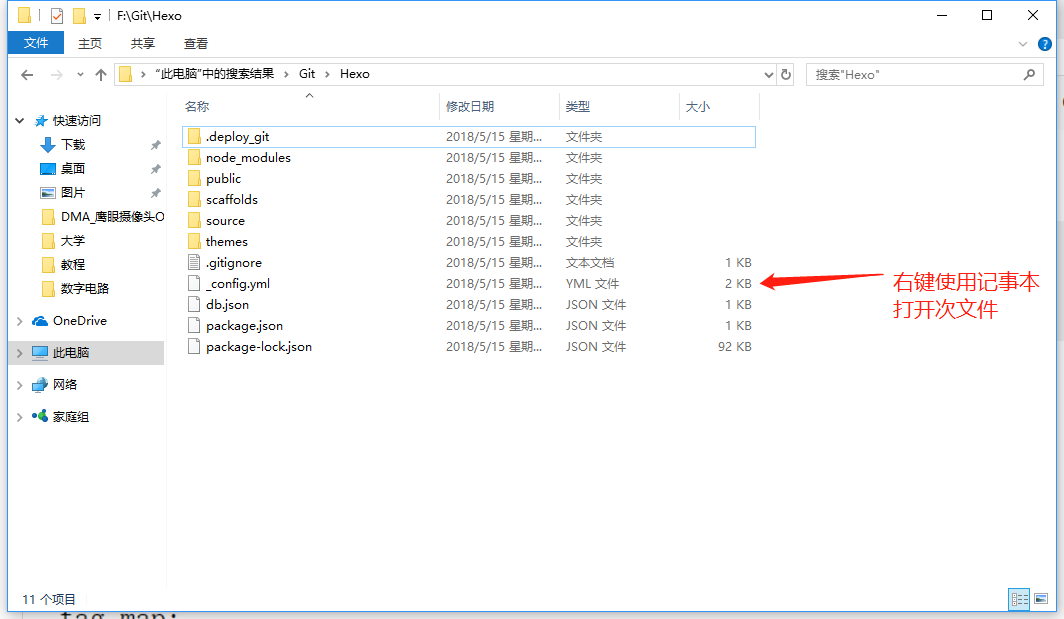 F:\Git\Hexo
文件 主页 共享 查看
"此电脑"中的搜索结果 Git Hexo 搜索"Hexo"
名称 修改日期 类型 大小
快速访问
下载
桌面
图片
DMA_鹰眼摄像头O
大学
教程
数字电路
OneDrive
此电脑
网络
家庭组
.deploy_git 2018/5/15 星期... 文件夹
node_modules 2018/5/15 星期... 文件夹
public 2018/5/15 星期... 文件夹
scaffolds 2018/5/15 星期... 文件夹
source 2018/5/15 星期... 文件夹
themes 2018/5/15 星期... 文件夹
.gitignore 2018/5/15 星期... 文本文档 1 KB
_config.yml 2018/5/15 星期... YML 文件 2 KB
db.json 2018/5/15 星期... JSON 文件 1 KB
package.json 2018/5/15 星期... JSON 文件 1 KB
package-lock.json 2018/5/15 星期... JSON 文件 92 KB
右键使用记事本
打开次文件
11 个项目
tag_map: